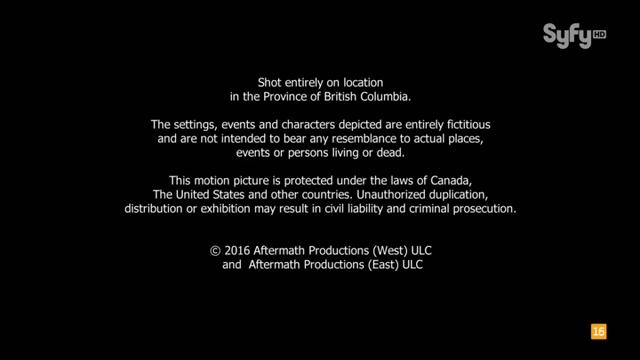 Syfy HD
Shot entirely on location
in the Province of British Columbia.
The settings, events and characters depicted are entirely fictitious
and are not intended to bear any resemblance to actual places,
events or persons living or dead.
This motion picture is protected under the laws of Canada,
The United States and other countries. Unauthorized duplication,
distribution or exhibition may result in civil liability and criminal prosecution.
© 2016 Aftermath Productions (West) ULC
and Aftermath Productions (East) ULC
16